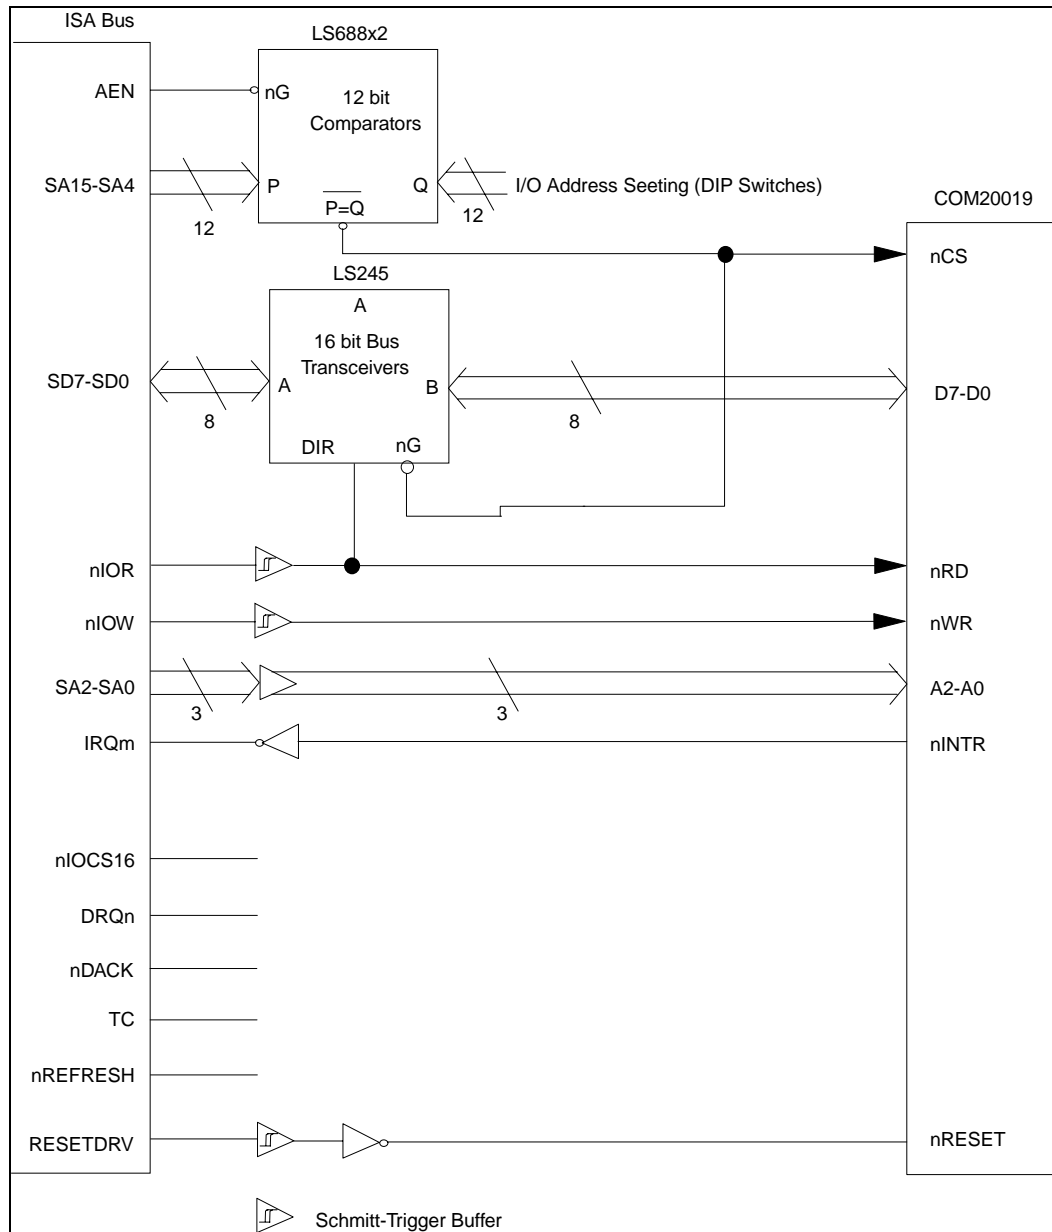 ISA Bus
LS688x2
AEN
nG
12 bit
Comparators
SA15-SA4
P
Q
I/O Address Seeting (DIP Switches)
12
P=Q
12
COM20019
nCS
LS245
A
16 bit Bus
Transceivers
SD7-SD0
A
B
D7-D0
8
8
DIR
nG
nIOR
nRD
nIOW
nWR
SA2-SA0
A2-A0
3
3
IRQm
nINTR
nIOCS16
DRQn
nDACK
TC
nREFRESH
RESETDRV
nRESET
Schmitt-Trigger Buffer